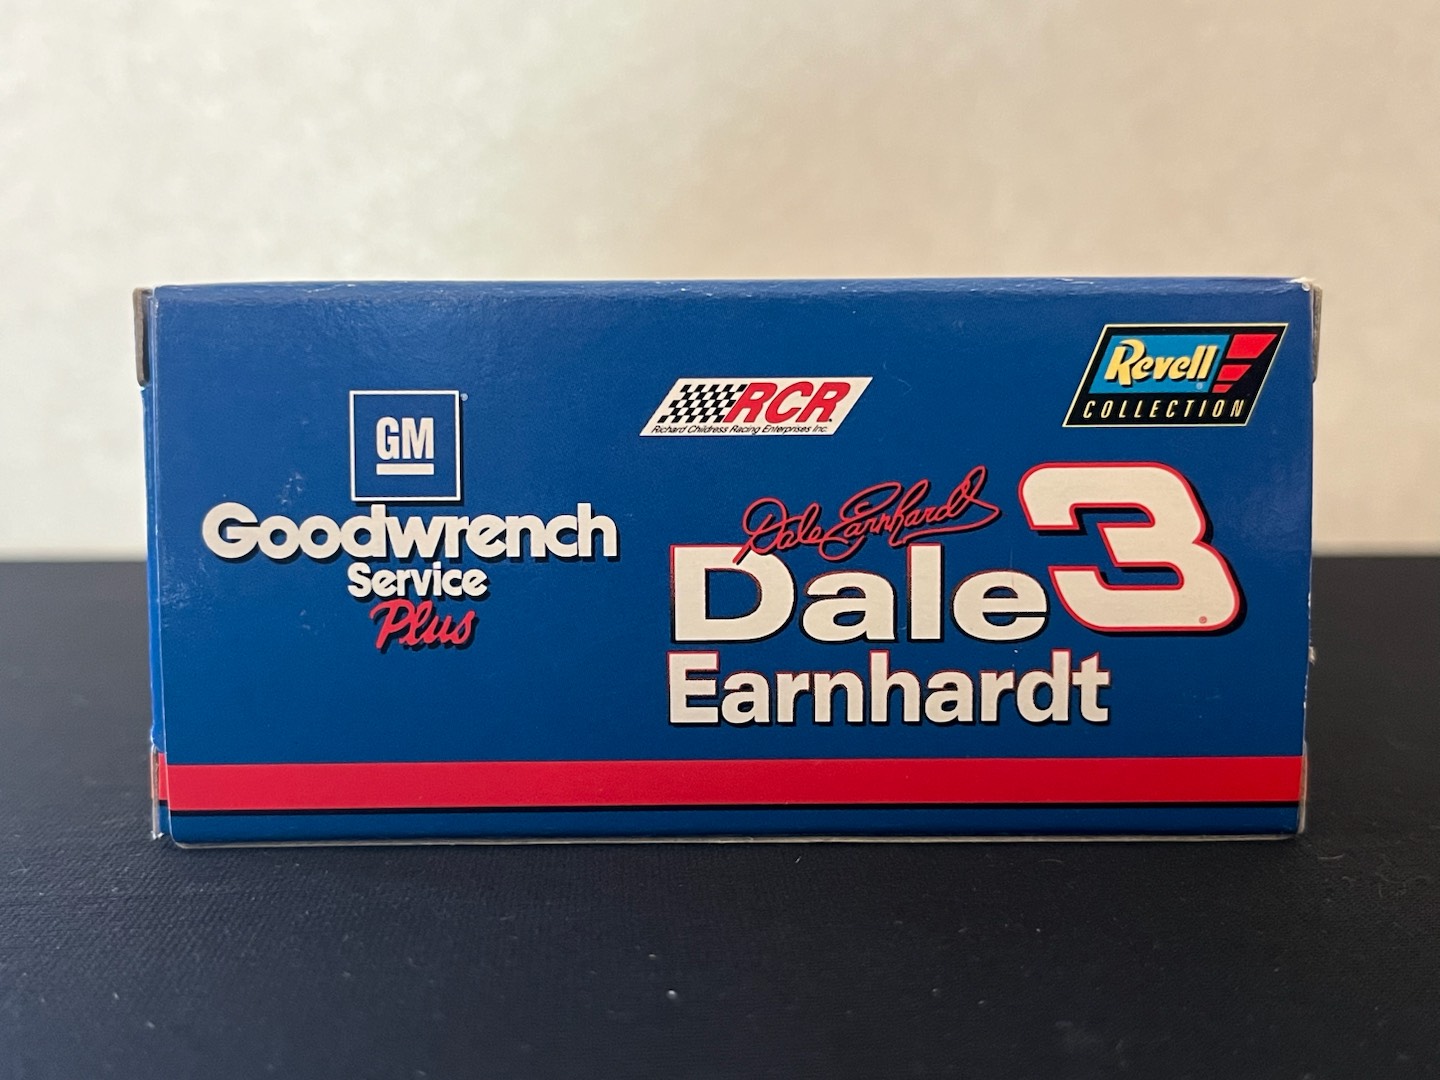 GM
Goodwrench
Service
Plus
RCR
Richard Childress Racing Enterprises Inc.
Revell
COLLECTION
Dale Earnhardt
3
Dale
Earnhardt